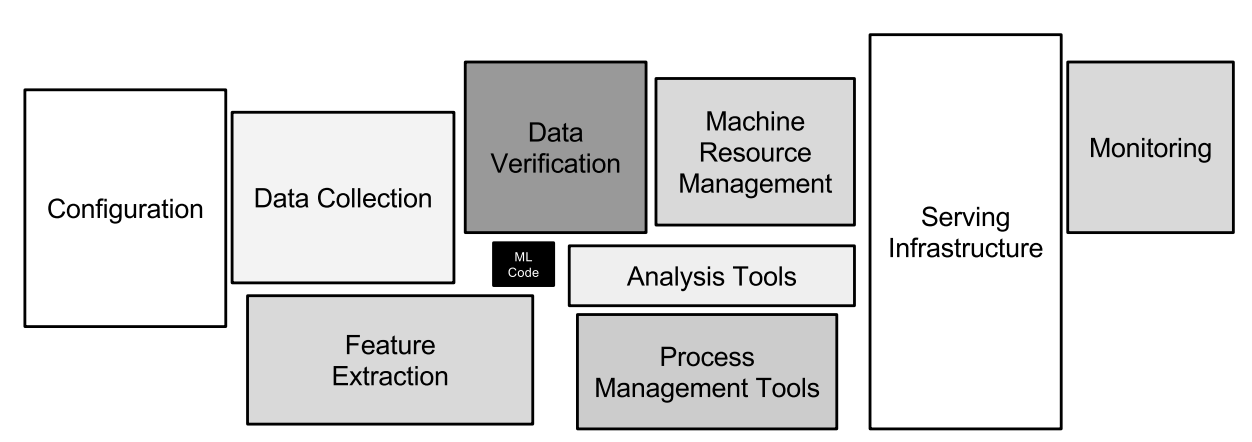 Configuration
Data Collection
Feature
Extraction
Data
Verification
ML
Code
Machine
Resource
Management
Analysis Tools
Process
Management Tools
Serving
Infrastructure
Monitoring